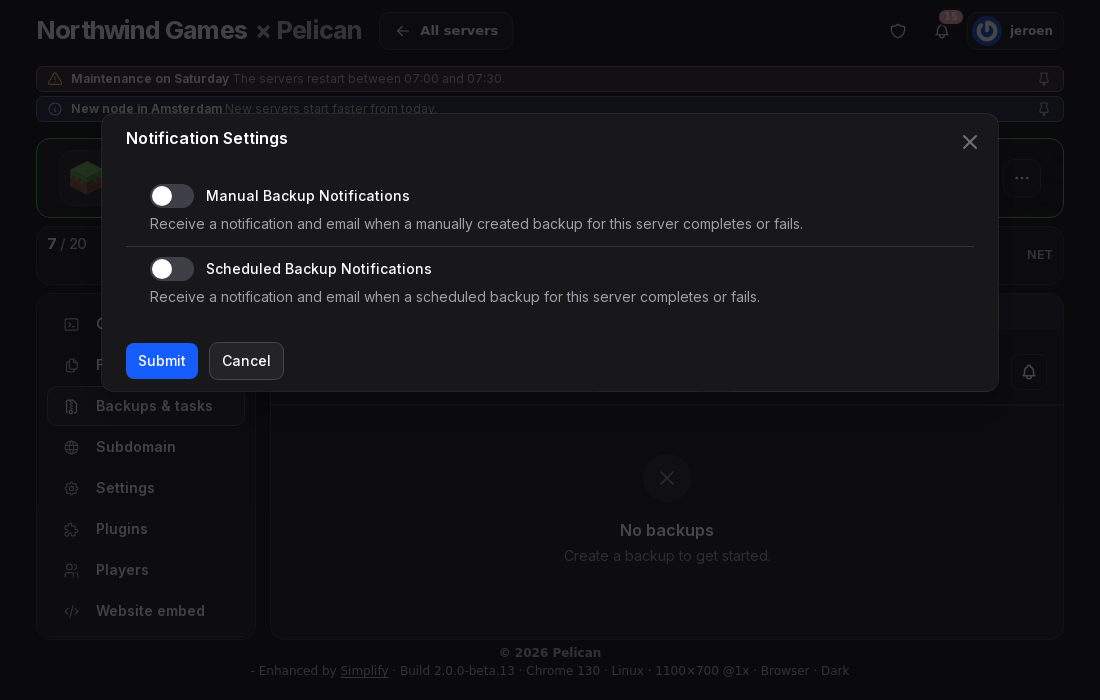 Northwind Games × Pelican
All servers
15
jeroen
Maintenance on Saturday The servers restart between 07:00 and 07:30.
New node in Amsterdam New servers start faster from today.
Notification Settings
Manual Backup Notifications
Receive a notification and email when a manually created backup for this server completes or fails.
Scheduled Backup Notifications
Receive a notification and email when a scheduled backup for this server completes or fails.
Submit
Cancel
7 / 20
NET
Backups & tasks
Subdomain
Settings
Plugins
Players
Website embed
No backups
Create a backup to get started.
© 2026 Pelican
- Enhanced by Simplify · Build 2.0.0-beta.13 · Chrome 130 · Linux · 1100×700 @1x · Browser · Dark